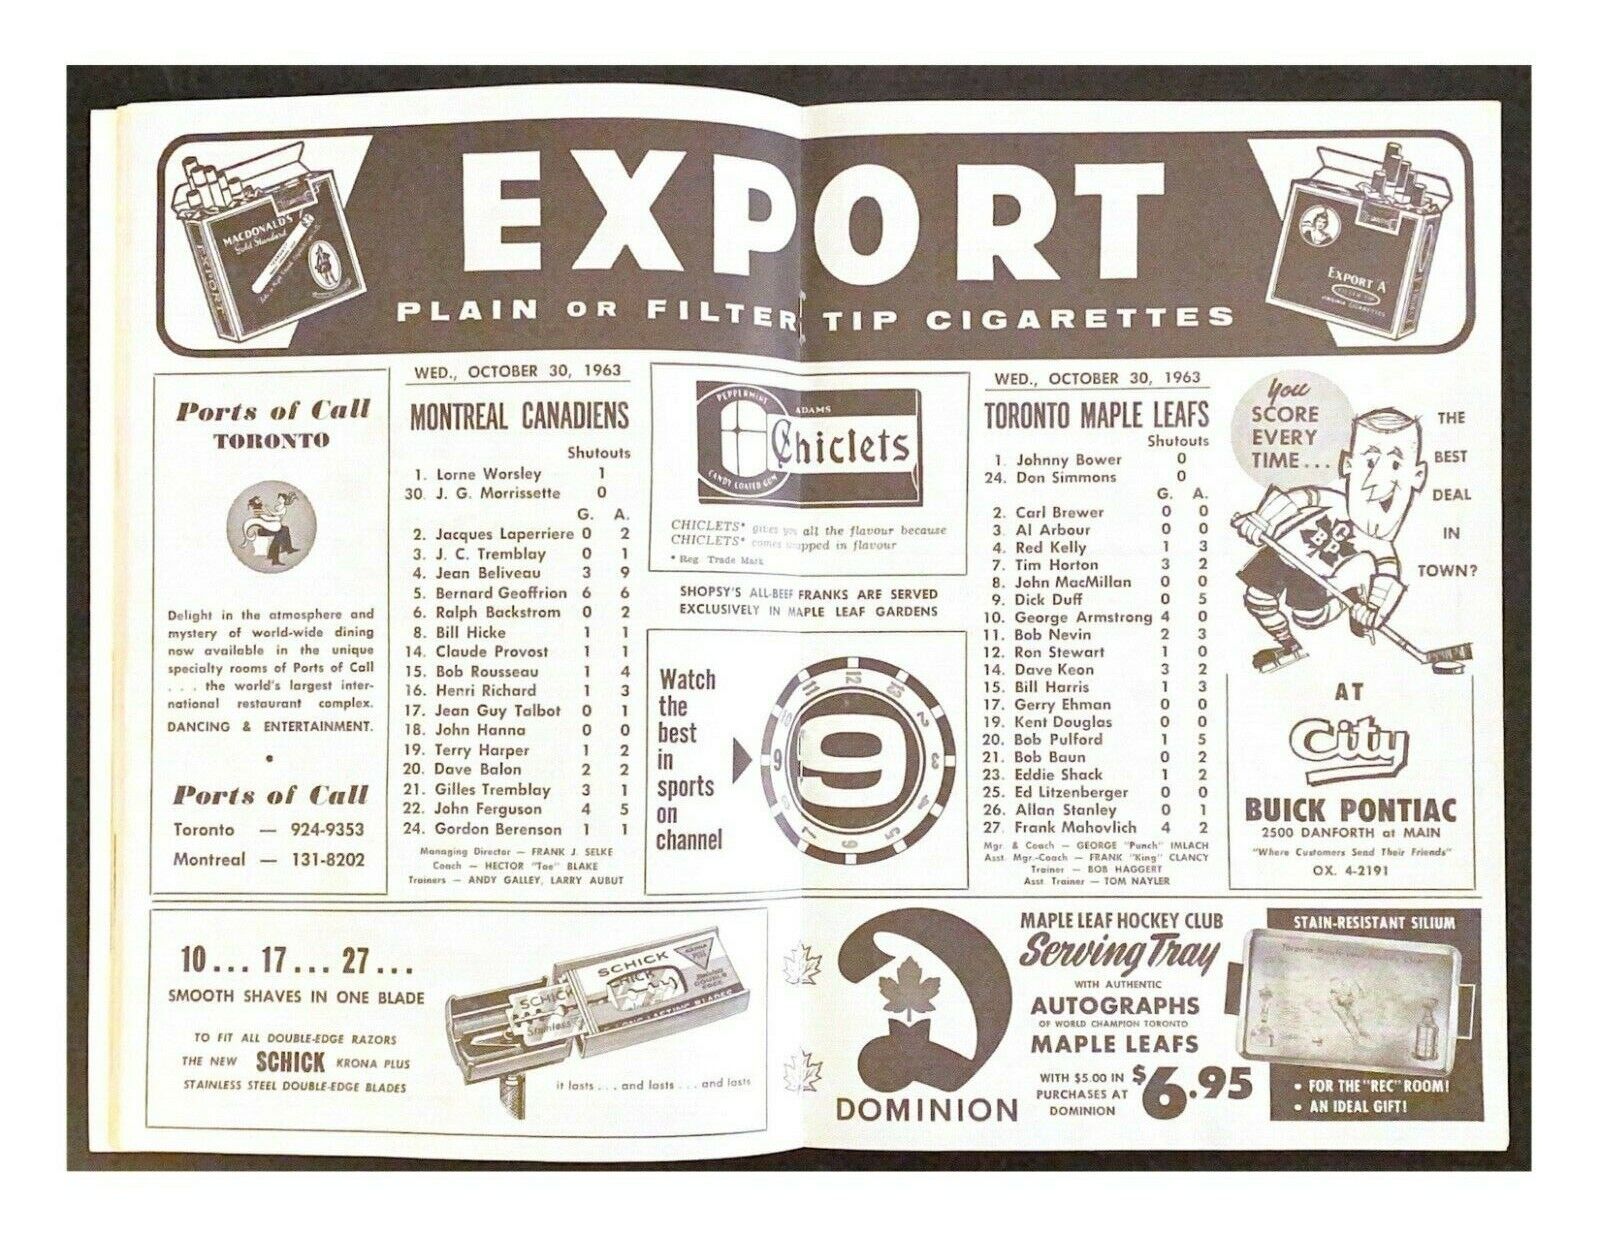 EXPORT
PLAIN OR FILTER TIP CIGARETTES
MACDONALD'S
Gold Standard
EXPORT
EXPORT A
FILTER TIP
VIRGINIA CIGARETTES
Ports of Call
TORONTO
Delight in the atmosphere and
mystery of world-wide dining
now available in the unique
specialty rooms of Ports of Call
. . . the world's largest inter-
national restaurant complex.
DANCING & ENTERTAINMENT.
Ports of Call
Toronto — 924-9353
Montreal — 131-8202
WED., OCTOBER 30, 1963
MONTREAL CANADIENS
Shutouts
1. Lorne Worsley 1
30. J. G. Morrissette 0
G. A.
2. Jacques Laperriere 0 2
3. J. C. Tremblay 0 1
4. Jean Beliveau 3 9
5. Bernard Geoffrion 6 6
6. Ralph Backstrom 0 2
8. Bill Hicke 1 1
14. Claude Provost 1 1
15. Bob Rousseau 1 4
16. Henri Richard 1 3
17. Jean Guy Talbot 0 1
18. John Hanna 0 0
19. Terry Harper 1 2
20. Dave Balon 2 2
21. Gilles Tremblay 3 1
22. John Ferguson 4 5
24. Gordon Berenson 1 1
Managing Director — FRANK J. SELKE
Coach — HECTOR "Toe" BLAKE
Trainers — ANDY GALLEY, LARRY AUBUT
PEPPERMINT
ADAMS
Chiclets
CANDY COATED GUM
CHICLETS* gives you all the flavour because
CHICLETS* comes wrapped in flavour
* Reg. Trade Mark
SHOPSY'S ALL-BEEF FRANKS ARE SERVED
EXCLUSIVELY IN MAPLE LEAF GARDENS
Watch
the
best
in
sports
on
channel
9
WED., OCTOBER 30, 1963
TORONTO MAPLE LEAFS
Shutouts
1. Johnny Bower 0
24. Don Simmons 0
G. A.
2. Carl Brewer 0 0
3. Al Arbour 0 0
4. Red Kelly 1 3
7. Tim Horton 3 2
8. John MacMillan 0 0
9. Dick Duff 0 5
10. George Armstrong 4 0
11. Bob Nevin 2 3
12. Ron Stewart 1 0
14. Dave Keon 3 2
15. Bill Harris 1 3
17. Gerry Ehman 0 0
19. Kent Douglas 0 0
20. Bob Pulford 1 5
21. Bob Baun 0 2
23. Eddie Shack 1 2
25. Ed Litzenberger 0 0
26. Allan Stanley 0 1
27. Frank Mahovlich 4 2
Mgr. & Coach — GEORGE "Punch" IMLACH
Asst. Mgr.-Coach — FRANK "King" CLANCY
Trainer — BOB HAGGERT
Asst. Trainer — TOM NAYLER
You
SCORE
EVERY
TIME...
THE
BEST
DEAL
IN
TOWN?
AT
City
BUICK PONTIAC
2500 DANFORTH at MAIN
"Where Customers Send Their Friends"
OX. 4-2191
10... 17... 27...
SMOOTH SHAVES IN ONE BLADE
TO FIT ALL DOUBLE-EDGE RAZORS
THE NEW SCHICK KRONA PLUS
STAINLESS STEEL DOUBLE-EDGE BLADES
SCHICK
SCHICK
Stainless
it lasts . . . and lasts . . . and lasts
DOMINION
MAPLE LEAF HOCKEY CLUB
Serving Tray
WITH AUTHENTIC
AUTOGRAPHS
OF WORLD CHAMPION TORONTO
MAPLE LEAFS
WITH $5.00 IN
PURCHASES AT
DOMINION
$6.95
STAIN-RESISTANT SILIUM
• FOR THE "REC" ROOM!
• AN IDEAL GIFT!